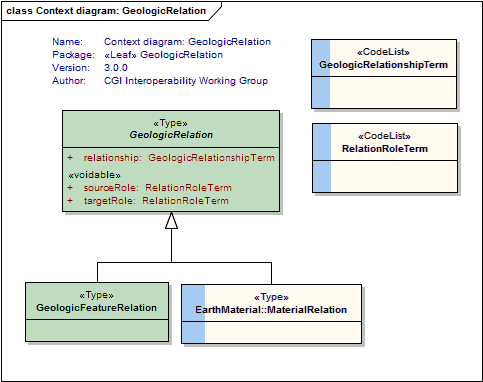 class Context diagram: GeologicRelation
Name: Context diagram: GeologicRelation
Package: «Leaf» GeologicRelation
Version: 3.0.0
Author: CGI Interoperability Working Group
«CodeList»
GeologicRelationshipTerm
«CodeList»
RelationRoleTerm
«Type»
GeologicRelation
+ relationship: GeologicRelationshipTerm
«voidable»
+ sourceRole: RelationRoleTerm
+ targetRole: RelationRoleTerm
«Type»
GeologicFeatureRelation
«Type»
EarthMaterial::MaterialRelation